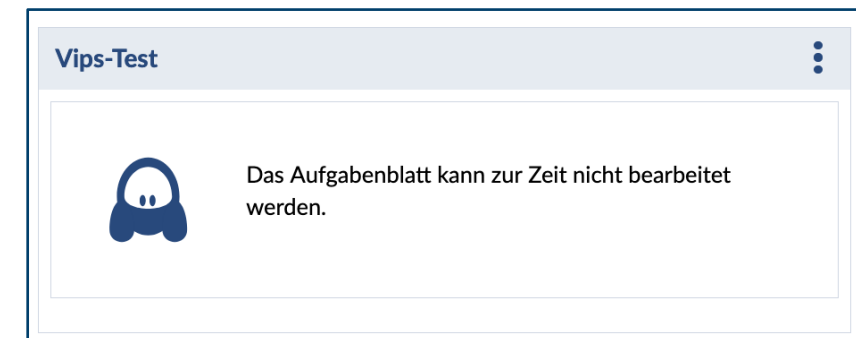 Vips-Test
Das Aufgabenblatt kann zur Zeit nicht bearbeitet
werden.